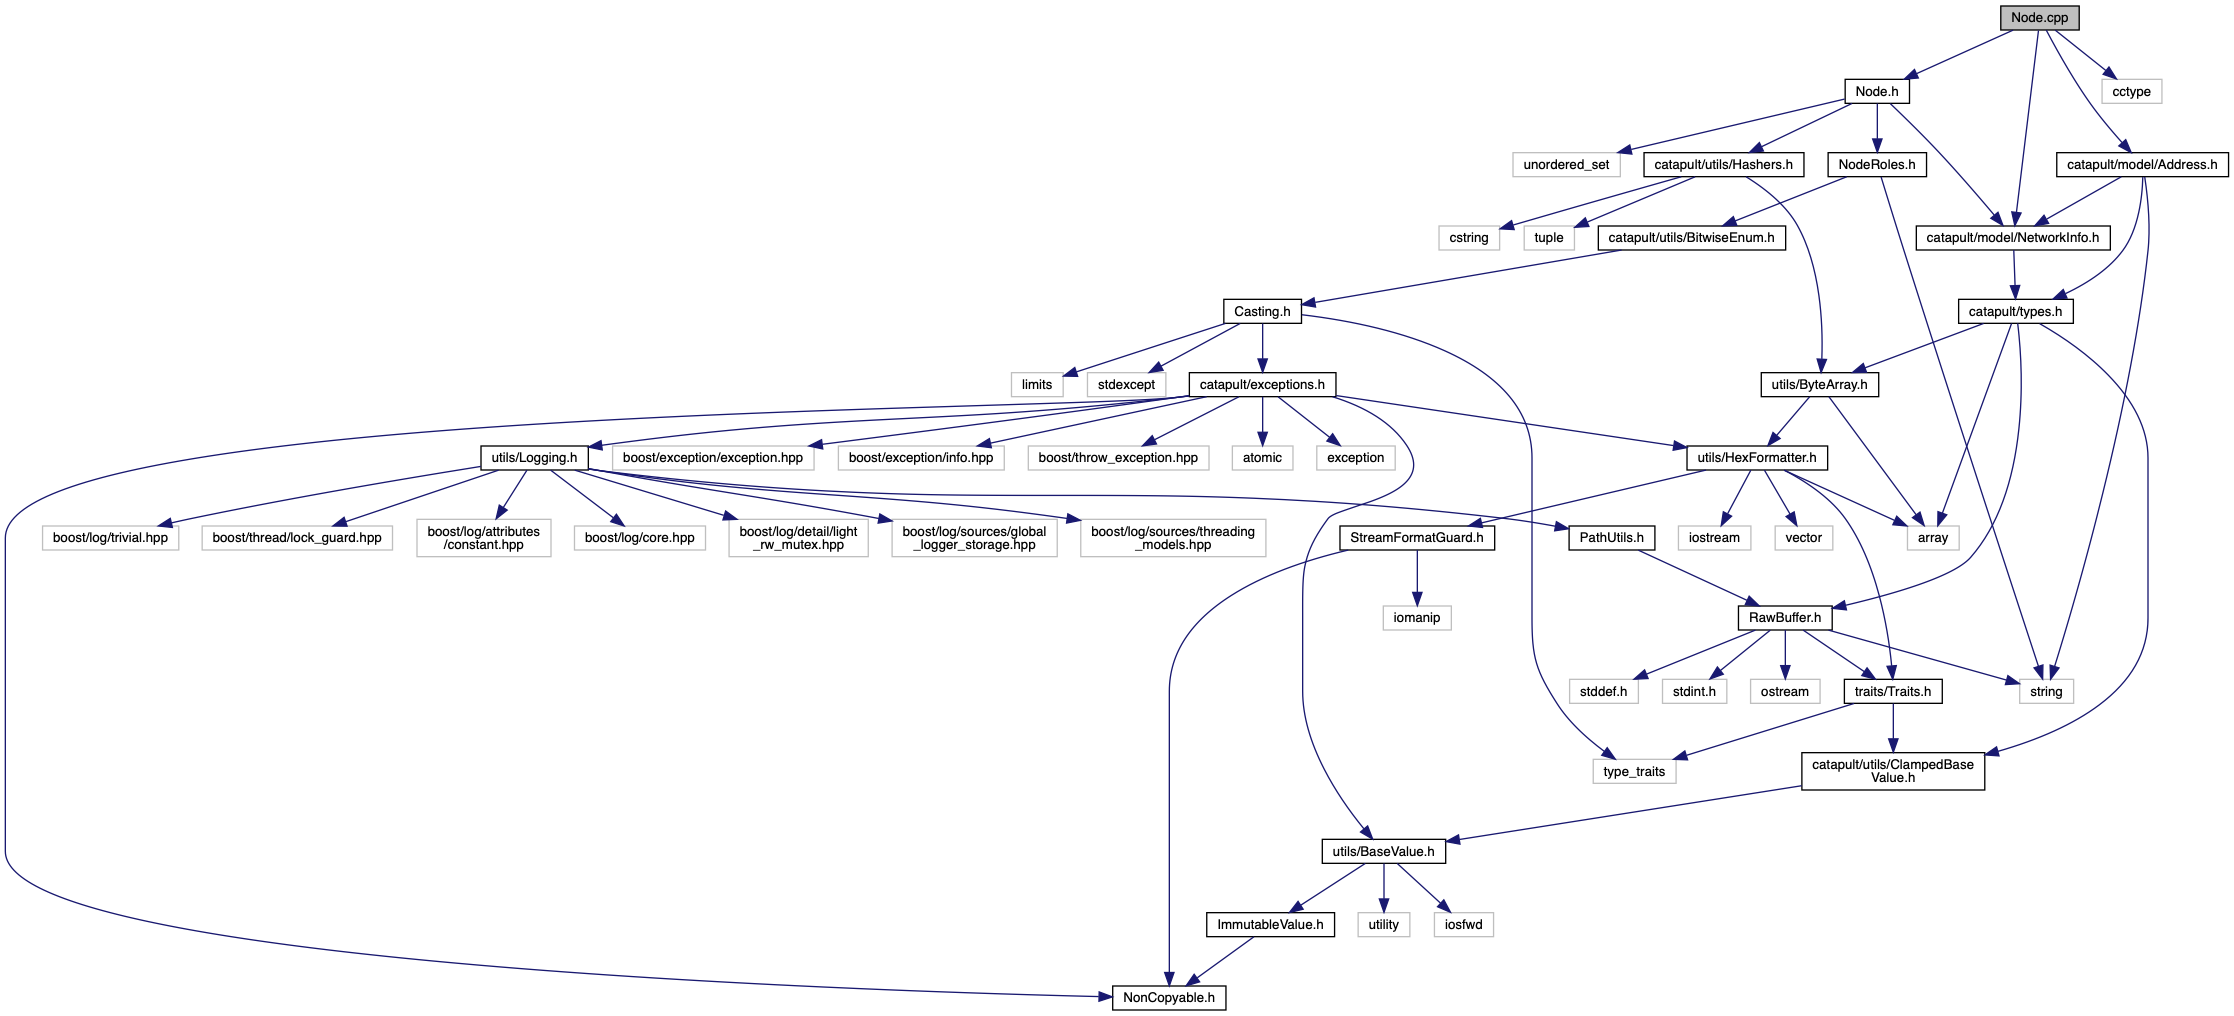 Node.cpp
Node.h
cctype
unordered_set
catapult/utils/Hashers.h
NodeRoles.h
catapult/model/Address.h
cstring
tuple
catapult/utils/BitwiseEnum.h
catapult/model/NetworkInfo.h
Casting.h
catapult/types.h
limits
stdexcept
catapult/exceptions.h
utils/ByteArray.h
utils/Logging.h
boost/exception/exception.hpp
boost/exception/info.hpp
boost/throw_exception.hpp
atomic
exception
utils/HexFormatter.h
boost/log/trivial.hpp
boost/thread/lock_guard.hpp
boost/log/attributes
/constant.hpp
boost/log/core.hpp
boost/log/detail/light
_rw_mutex.hpp
boost/log/sources/global
_logger_storage.hpp
boost/log/sources/threading
_models.hpp
StreamFormatGuard.h
PathUtils.h
iostream
vector
array
iomanip
RawBuffer.h
stddef.h
stdint.h
ostream
traits/Traits.h
string
type_traits
catapult/utils/ClampedBase
Value.h
utils/BaseValue.h
ImmutableValue.h
utility
iosfwd
NonCopyable.h